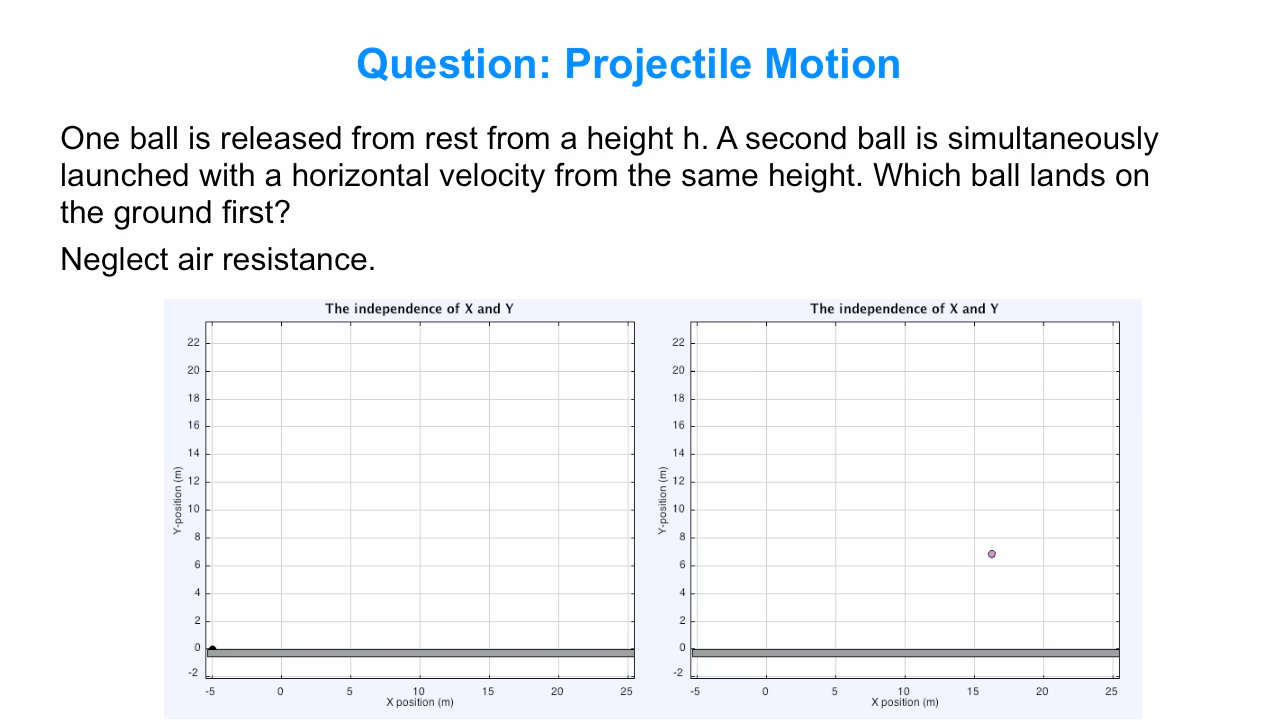 Question: Projectile Motion
One ball is released from rest from a height h. A second ball is simultaneously
launched with a horizontal velocity from the same height. Which ball lands on
the ground first?
Neglect air resistance.
The independence of X and Y
22
20
18
16
14
12
10
8
6
4
2
0
-2
Y-position (m)
-5 0 5 10 15 20 25
X position (m)
The independence of X and Y
22
20
18
16
14
12
10
8
6
4
2
0
-2
Y-position (m)
-5 0 5 10 15 20 25
X position (m)